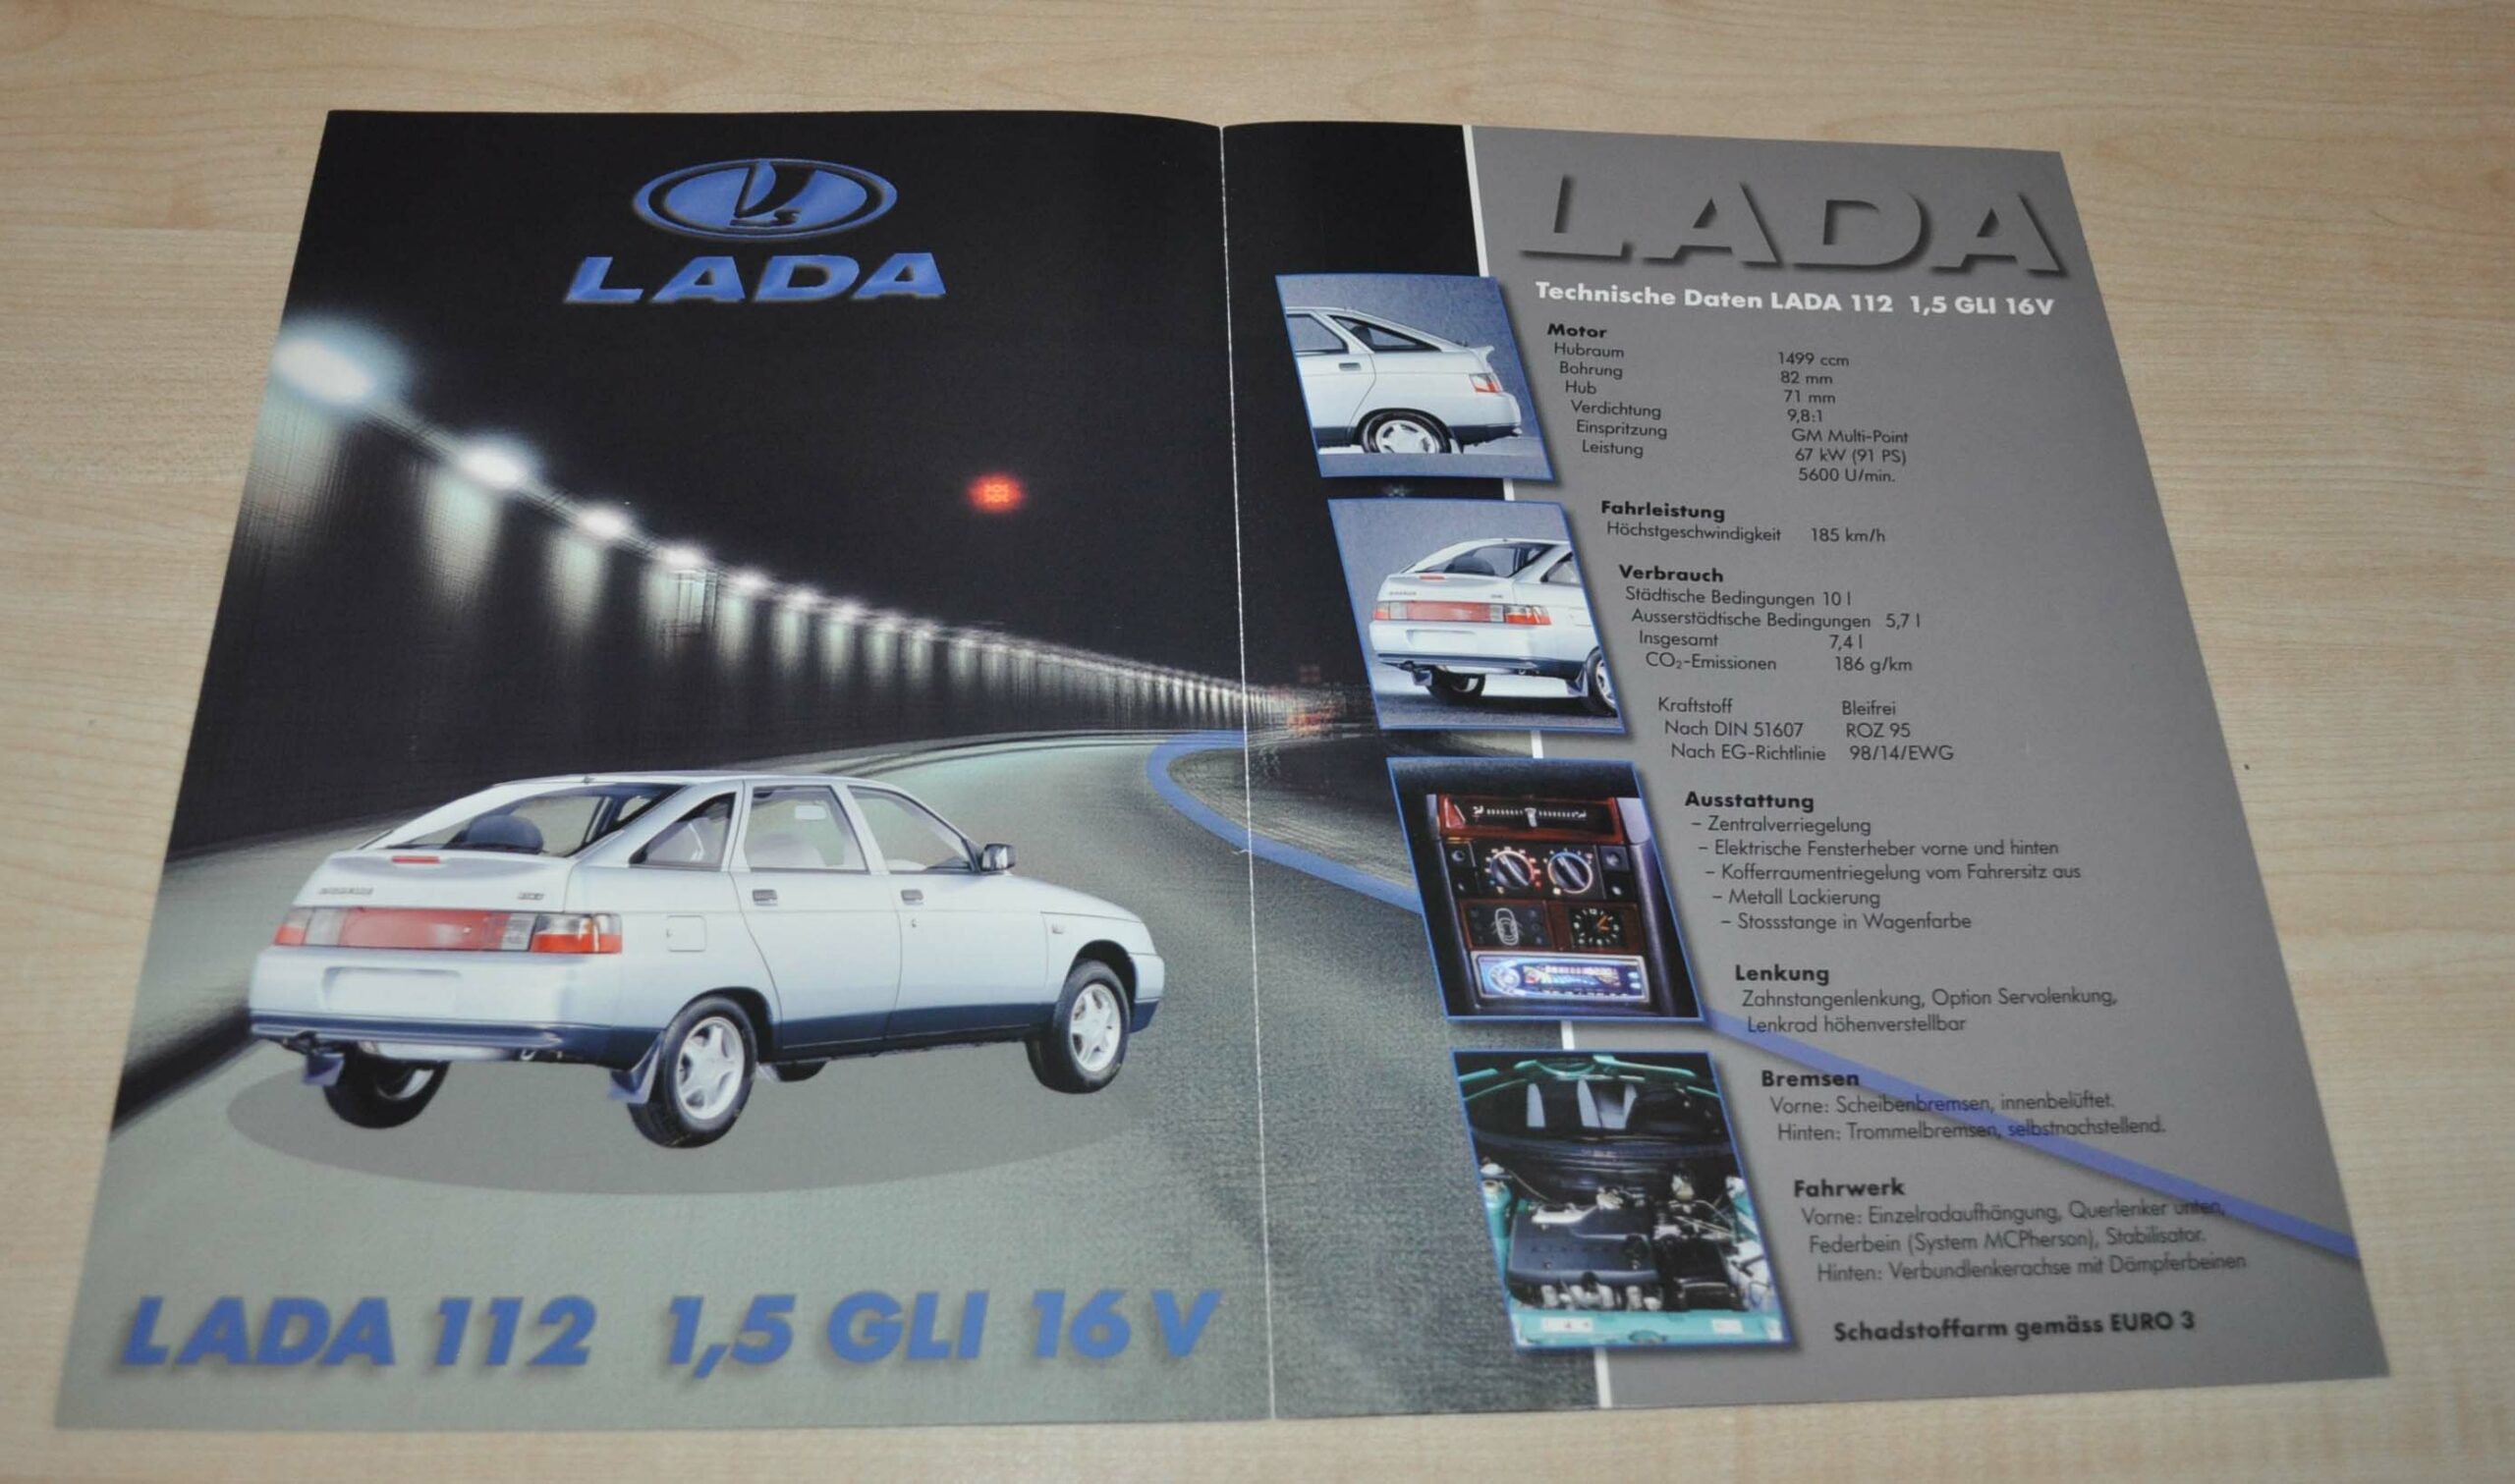 LADA
LADA 112 1,5 GLI 16V
LADA
Technische Daten LADA 112 1,5 GLI 16V
Motor
Hubraum 1499 ccm
Bohrung 82 mm
Hub 71 mm
Verdichtung 9,8:1
Einspritzung GM Multi-Point
Leistung 67 kW (91 PS)
5600 U/min.
Fahrleistung
Höchstgeschwindigkeit 185 km/h
Verbrauch
Städtische Bedingungen 10 l
Ausserstädtische Bedingungen 5,7 l
Insgesamt 7,4 l
CO₂-Emissionen 186 g/km
Kraftstoff Bleifrei
Nach DIN 51607 ROZ 95
Nach EG-Richtlinie 98/14/EWG
Ausstattung
– Zentralverriegelung
– Elektrische Fensterheber vorne und hinten
– Kofferraumentriegelung vom Fahrersitz aus
– Metall Lackierung
– Stossstange in Wagenfarbe
Lenkung
Zahnstangenlenkung, Option Servolenkung,
Lenkrad höhenverstellbar
Bremsen
Vorne: Scheibenbremsen, innenbelüftet.
Hinten: Trommelbremsen, selbstnachstellend.
Fahrwerk
Vorne: Einzelradaufhängung, Querlenker unten,
Federbein (System MCPherson), Stabilisator.
Hinten: Verbundlenkerachse mit Dämpferbeinen
Schadstoffarm gemäss EURO 3